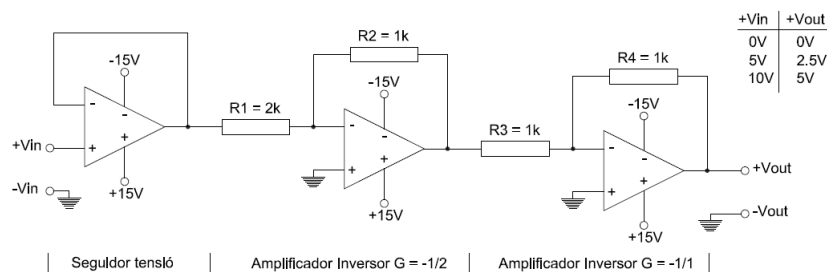 +Vin +Vout
0V 0V
5V 2.5V
10V 5V
R2 = 1k
R4 = 1k
-15V
-15V
-15V
R1 = 2k
R3 = 1k
+Vin
-Vin
+15V
+15V
+15V
+Vout
-Vout
Seguidor tensió
Amplificador Inversor G = -1/2
Amplificador Inversor G = -1/1